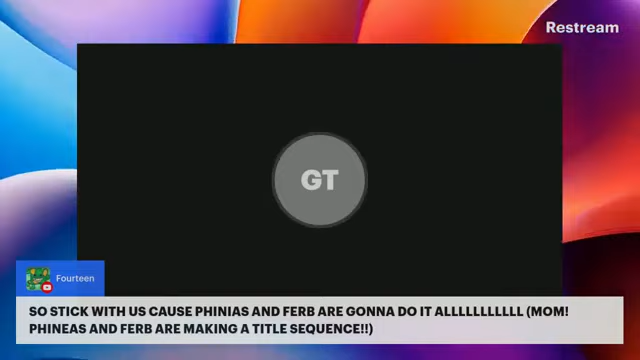 Restream
GT
Fourteen
SO STICK WITH US CAUSE PHINIAS AND FERB ARE GONNA DO IT ALLLLLLLLLL (MOM!
PHINEAS AND FERB ARE MAKING A TITLE SEQUENCE!!)